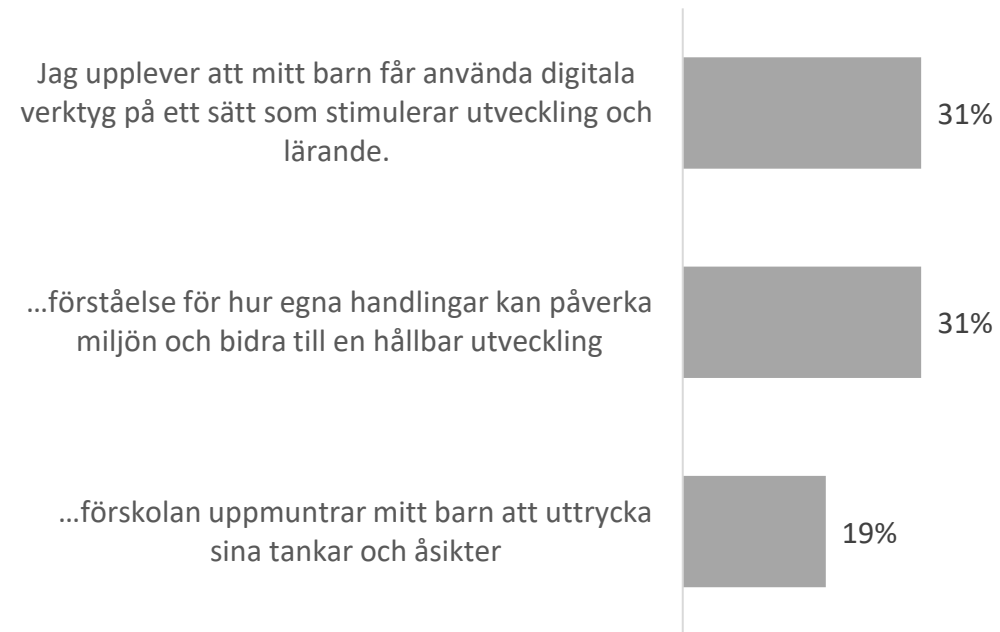 Jag upplever att mitt barn får använda digitala
verktyg på ett sätt som stimulerar utveckling och
lärande.
31%
…förståelse för hur egna handlingar kan påverka
miljön och bidra till en hållbar utveckling
31%
…förskolan uppmuntrar mitt barn att uttrycka
sina tankar och åsikter
19%